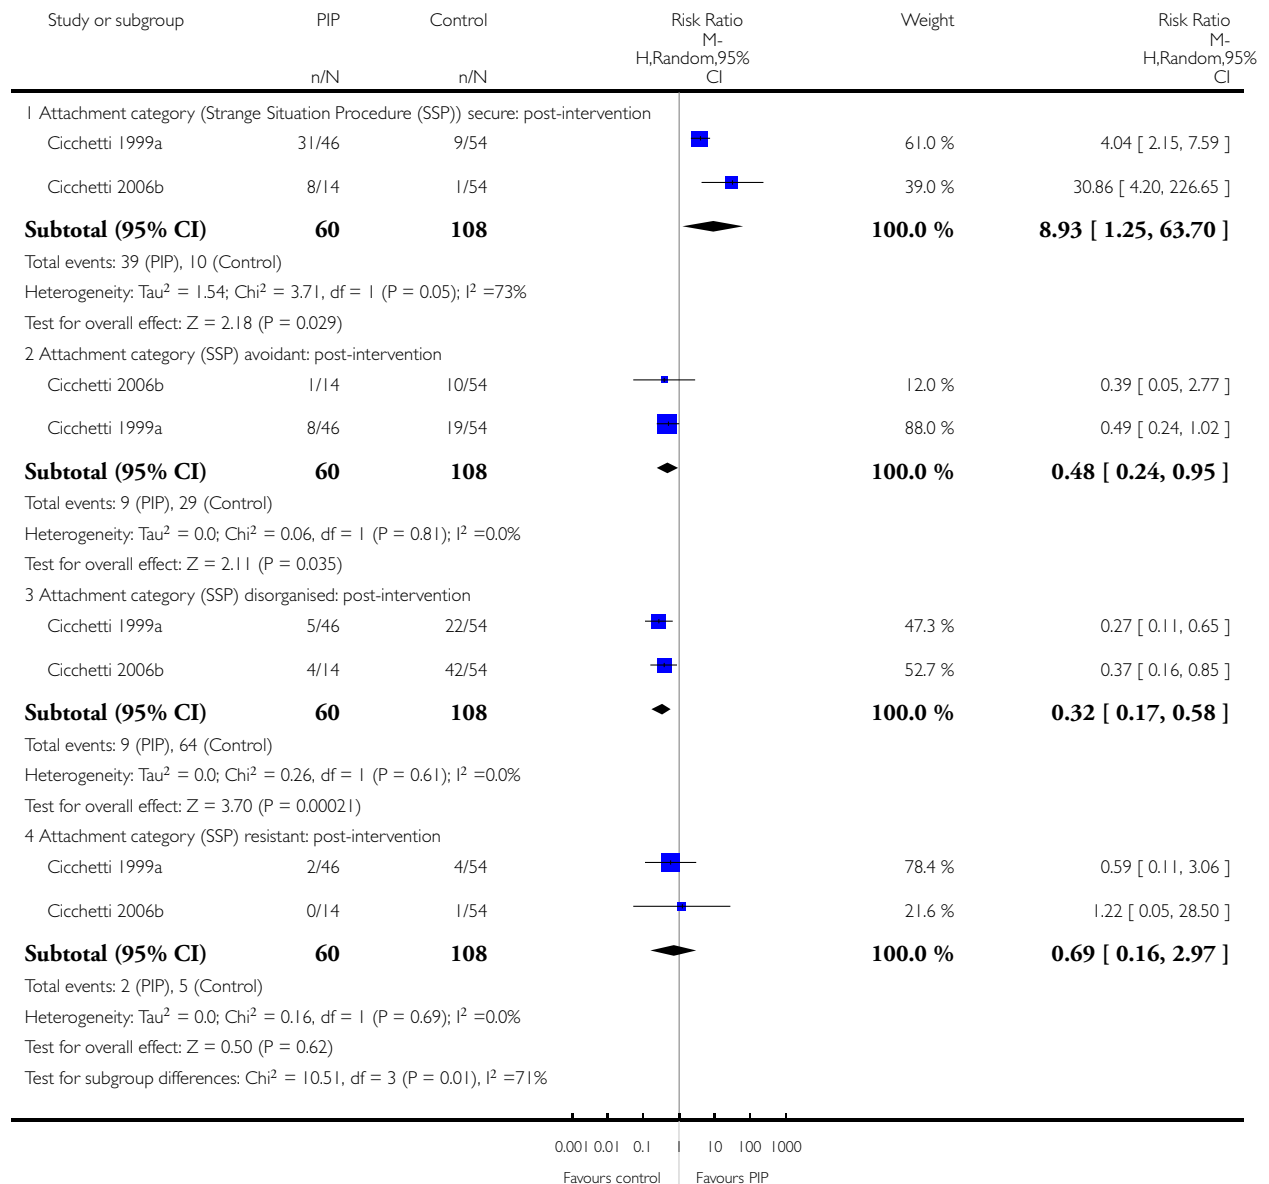 Study or subgroup PIP Control Risk Ratio Weight Risk Ratio
M- M-
H,Random,95% H,Random,95%
n/N n/N CI CI
1 Attachment category (Strange Situation Procedure (SSP)) secure: post-intervention
Cicchetti 1999a 31/46 9/54 61.0 % 4.04 [ 2.15, 7.59 ]
Cicchetti 2006b 8/14 1/54 39.0 % 30.86 [ 4.20, 226.65 ]
Subtotal (95% CI) 60 108 100.0 % 8.93 [ 1.25, 63.70 ]
Total events: 39 (PIP), 10 (Control)
Heterogeneity: Tau² = 1.54; Chi² = 3.71, df = 1 (P = 0.05); I² =73%
Test for overall effect: Z = 2.18 (P = 0.029)
2 Attachment category (SSP) avoidant: post-intervention
Cicchetti 2006b 1/14 10/54 12.0 % 0.39 [ 0.05, 2.77 ]
Cicchetti 1999a 8/46 19/54 88.0 % 0.49 [ 0.24, 1.02 ]
Subtotal (95% CI) 60 108 100.0 % 0.48 [ 0.24, 0.95 ]
Total events: 9 (PIP), 29 (Control)
Heterogeneity: Tau² = 0.0; Chi² = 0.06, df = 1 (P = 0.81); I² =0.0%
Test for overall effect: Z = 2.11 (P = 0.035)
3 Attachment category (SSP) disorganised: post-intervention
Cicchetti 1999a 5/46 22/54 47.3 % 0.27 [ 0.11, 0.65 ]
Cicchetti 2006b 4/14 42/54 52.7 % 0.37 [ 0.16, 0.85 ]
Subtotal (95% CI) 60 108 100.0 % 0.32 [ 0.17, 0.58 ]
Total events: 9 (PIP), 64 (Control)
Heterogeneity: Tau² = 0.0; Chi² = 0.26, df = 1 (P = 0.61); I² =0.0%
Test for overall effect: Z = 3.70 (P = 0.00021)
4 Attachment category (SSP) resistant: post-intervention
Cicchetti 1999a 2/46 4/54 78.4 % 0.59 [ 0.11, 3.06 ]
Cicchetti 2006b 0/14 1/54 21.6 % 1.22 [ 0.05, 28.50 ]
Subtotal (95% CI) 60 108 100.0 % 0.69 [ 0.16, 2.97 ]
Total events: 2 (PIP), 5 (Control)
Heterogeneity: Tau² = 0.0; Chi² = 0.16, df = 1 (P = 0.69); I² =0.0%
Test for overall effect: Z = 0.50 (P = 0.62)
Test for subgroup differences: Chi² = 10.51, df = 3 (P = 0.01), I² =71%
0.001 0.01 0.1 1 10 100 1000
Favours control Favours PIP